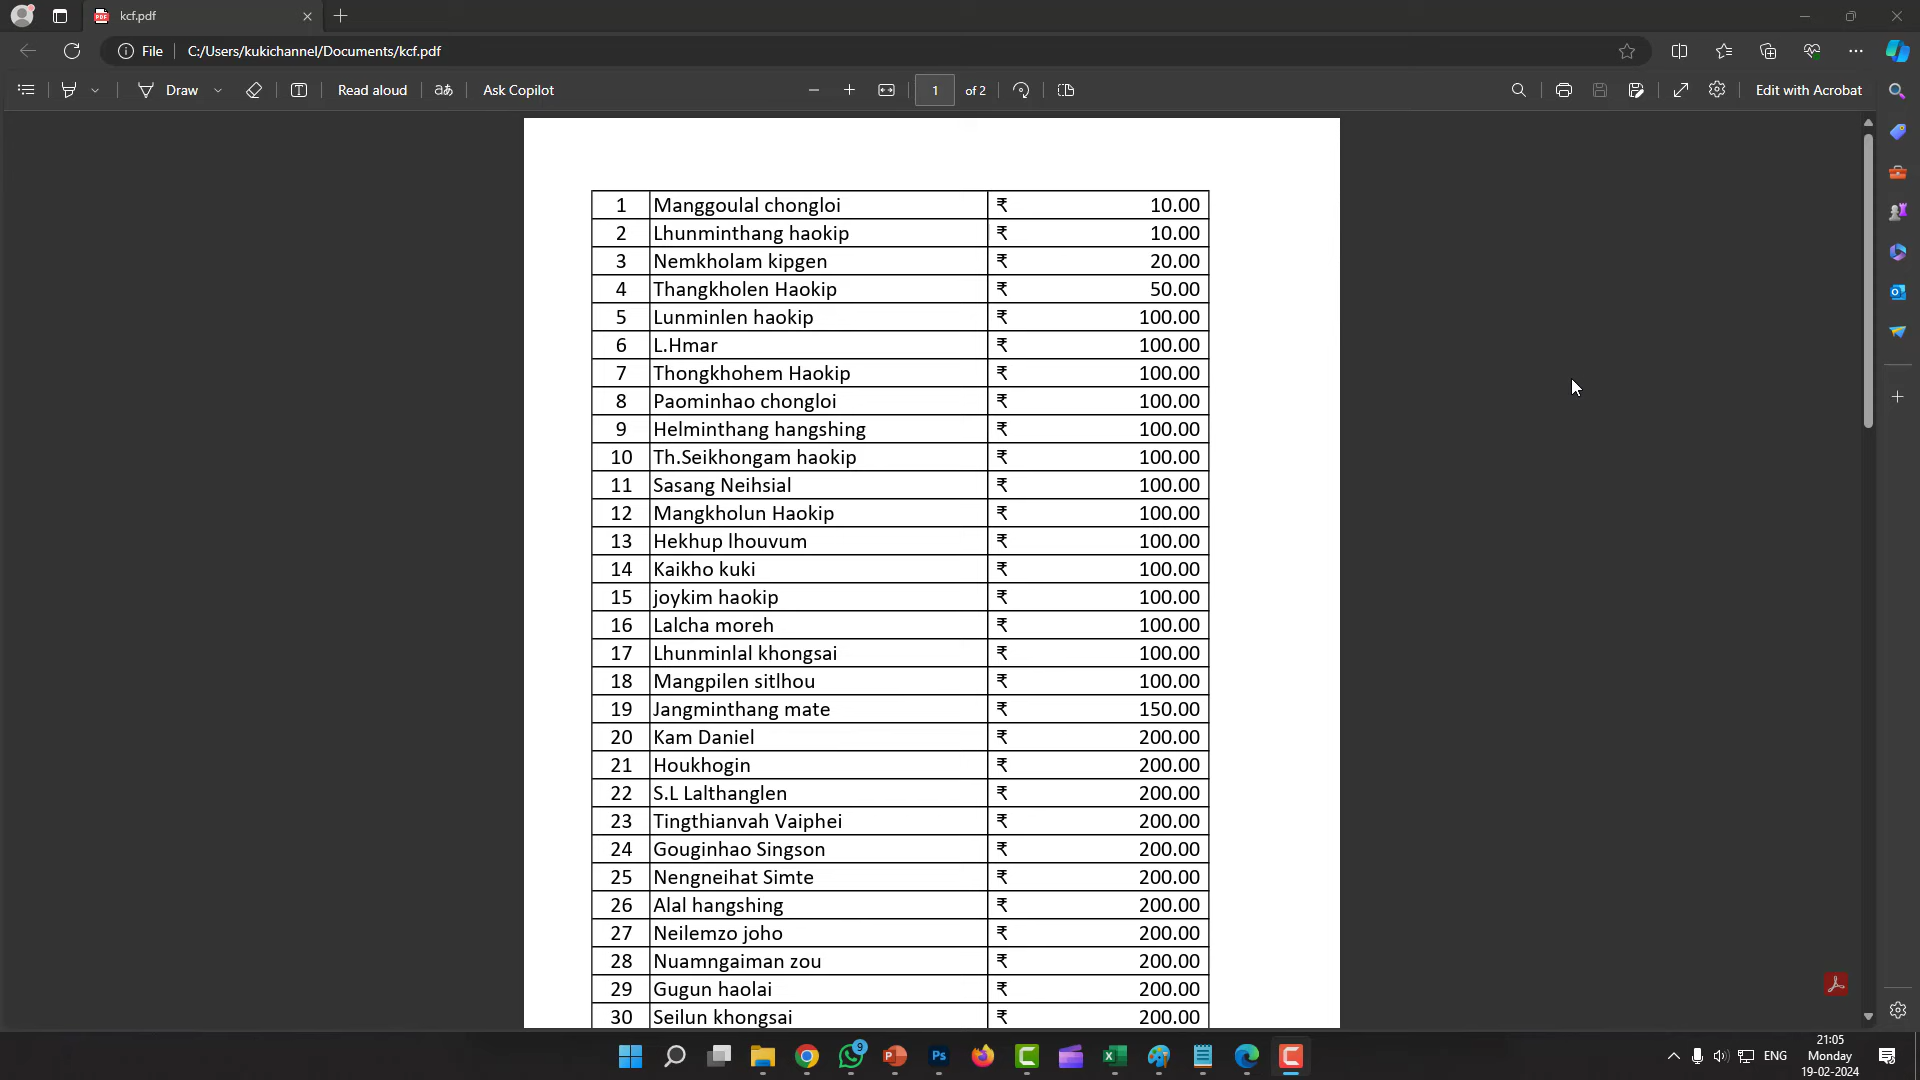 kcf.pdf
File C:/Users/kukichannel/Documents/kcf.pdf
Draw Read aloud aあ Ask Copilot 1 of 2 Edit with Acrobat
1 Manggoulal chongloi ₹ 10.00
2 Lhunminthang haokip ₹ 10.00
3 Nemkholam kipgen ₹ 20.00
4 Thangkholen Haokip ₹ 50.00
5 Lunminlen haokip ₹ 100.00
6 L.Hmar ₹ 100.00
7 Thongkhohem Haokip ₹ 100.00
8 Paominhao chongloi ₹ 100.00
9 Helminthang hangshing ₹ 100.00
10 Th.Seikhongam haokip ₹ 100.00
11 Sasang Neihsial ₹ 100.00
12 Mangkholun Haokip ₹ 100.00
13 Hekhup lhouvum ₹ 100.00
14 Kaikho kuki ₹ 100.00
15 joykim haokip ₹ 100.00
16 Lalcha moreh ₹ 100.00
17 Lhunminlal khongsai ₹ 100.00
18 Mangpilen sitlhou ₹ 100.00
19 Jangminthang mate ₹ 150.00
20 Kam Daniel ₹ 200.00
21 Houkhogin ₹ 200.00
22 S.L Lalthanglen ₹ 200.00
23 Tingthianvah Vaiphei ₹ 200.00
24 Gouginhao Singson ₹ 200.00
25 Nengneihat Simte ₹ 200.00
26 Alal hangshing ₹ 200.00
27 Neilemzo joho ₹ 200.00
28 Nuamngaiman zou ₹ 200.00
29 Gugun haolai ₹ 200.00
30 Seilun khongsai ₹ 200.00
9
ENG
21:05
Monday
19-02-2024